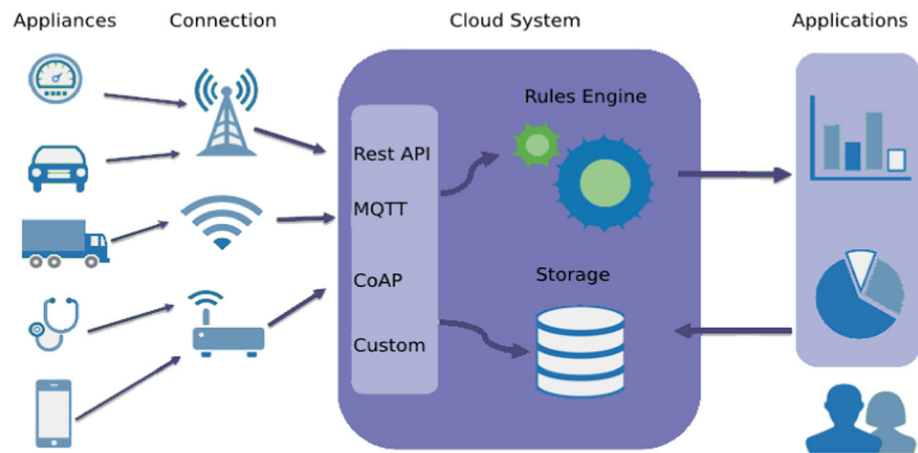 Appliances
Connection
Cloud System
Applications
Rules Engine
Rest API
MQTT
CoAP
Custom
Storage